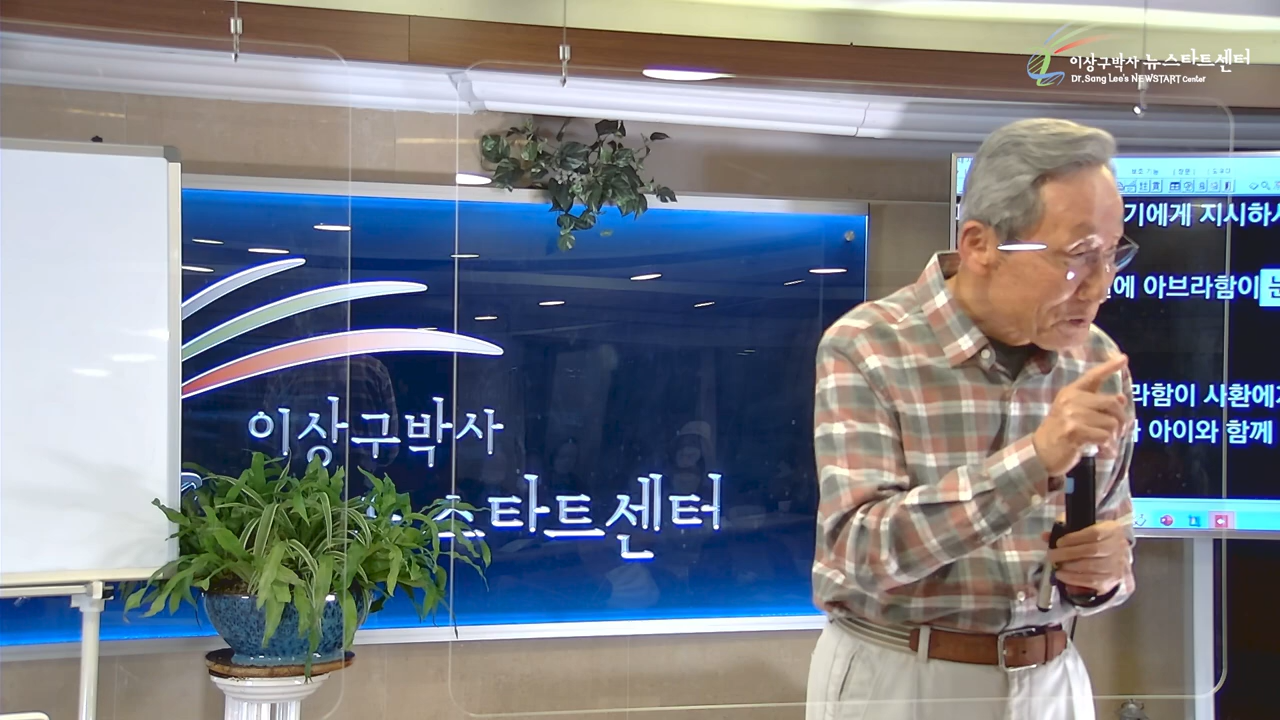 이상구박사 뉴스타트센터
Dr. Sang Lee's NEWSTART Center
기에게 지시하시
에 아브라함이 눈
라함이 사환에게
아이와 함께
이상구박사
스타트센터